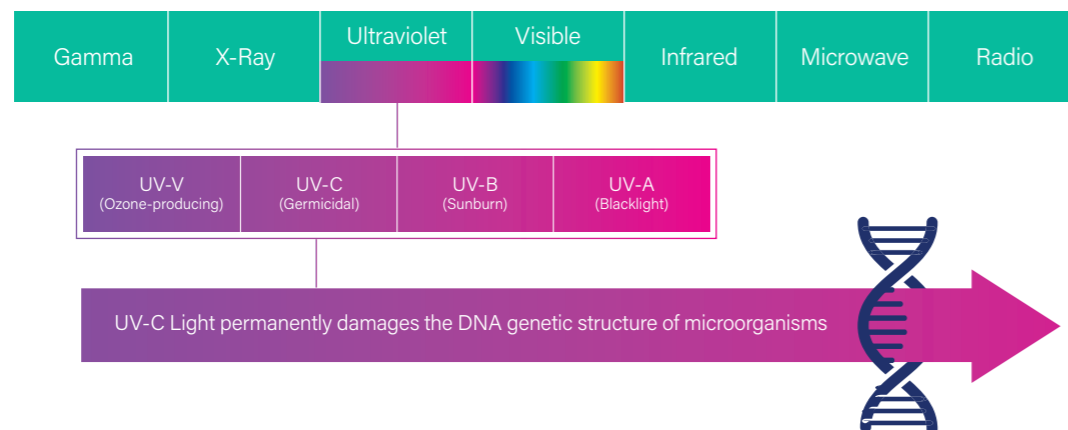 Gamma
X-Ray
Ultraviolet
Visible
Infrared
Microwave
Radio
UV-V
(Ozone-producing)
UV-C
(Germicidal)
UV-B
(Sunburn)
UV-A
(Blacklight)
UV-C Light permanently damages the DNA genetic structure of microorganisms